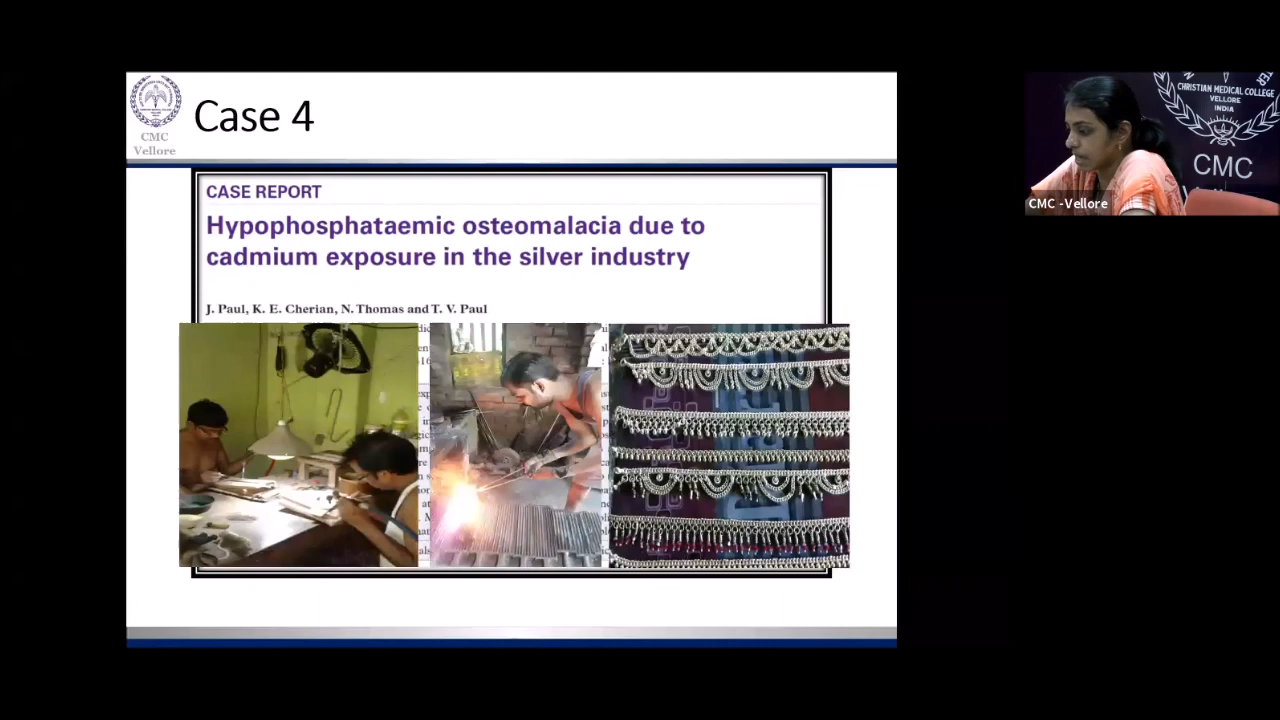 CMC
Vellore
Case 4
CASE REPORT
Hypophosphataemic osteomalacia due to
cadmium exposure in the silver industry
J. Paul, K. E. Cherian, N. Thomas and T. V. Paul
CHRISTIAN MEDICAL COLLEGE
VELLORE
INDIA
CMC
CMC -Vellore